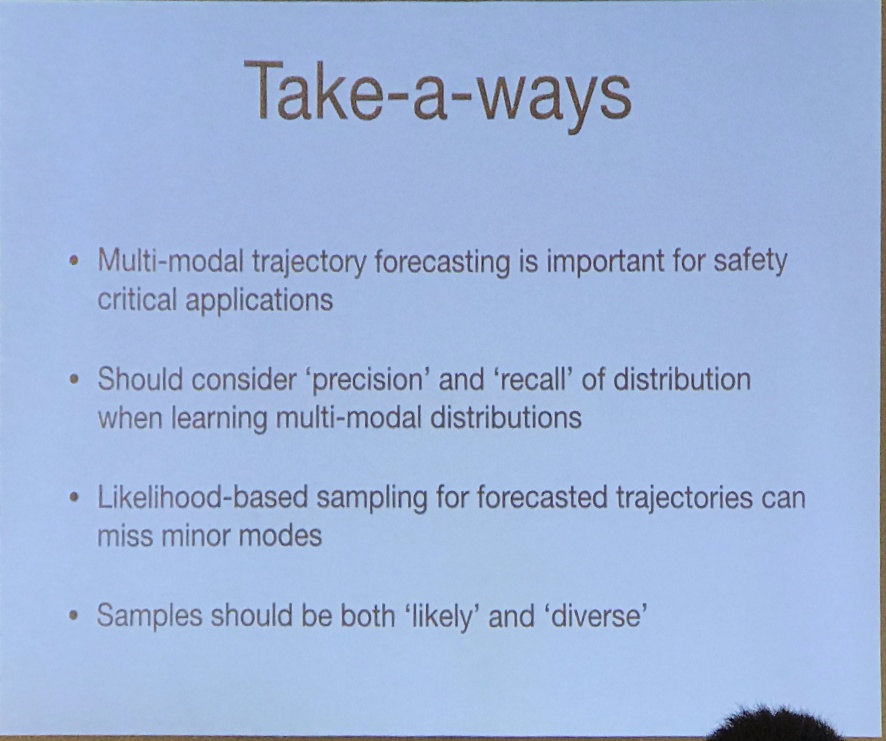 Take-a-ways
• Multi-modal trajectory forecasting is important for safety
critical applications
• Should consider ‘precision’ and ‘recall’ of distribution
when learning multi-modal distributions
• Likelihood-based sampling for forecasted trajectories can
miss minor modes
• Samples should be both ‘likely’ and ‘diverse’